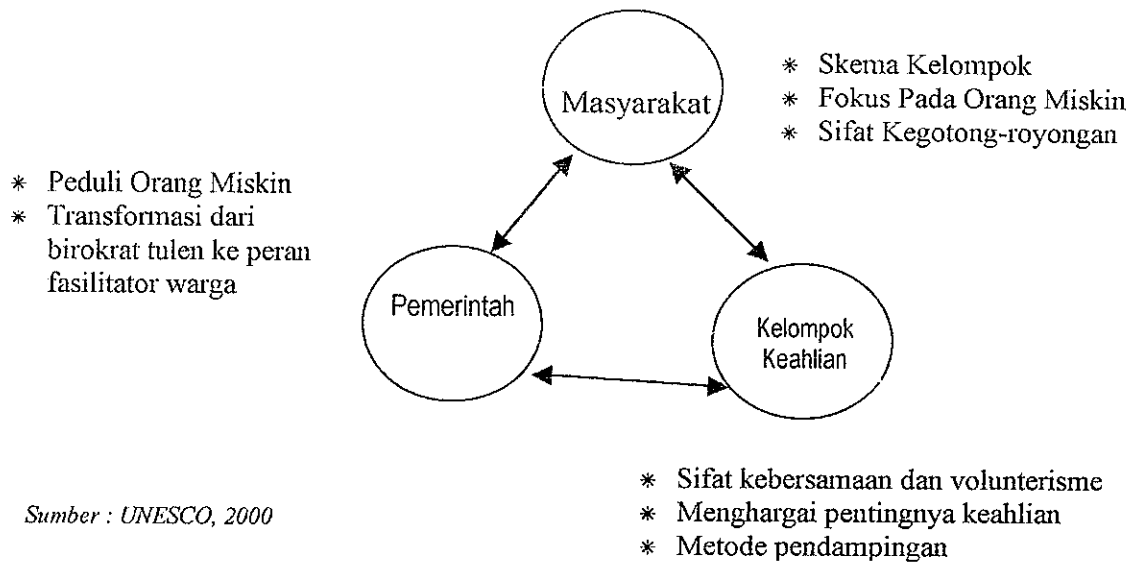 Masyarakat
* Skema Kelompok
* Fokus Pada Orang Miskin
* Sifat Kegotong-royongan
* Peduli Orang Miskin
* Transformasi dari
birokrat tulen ke peran
fasilitator warga
Pemerintah
Kelompok
Keahlian
* Sifat kebersamaan dan volunterisme
* Menghargai pentingnya keahlian
* Metode pendampingan
Sumber : UNESCO, 2000